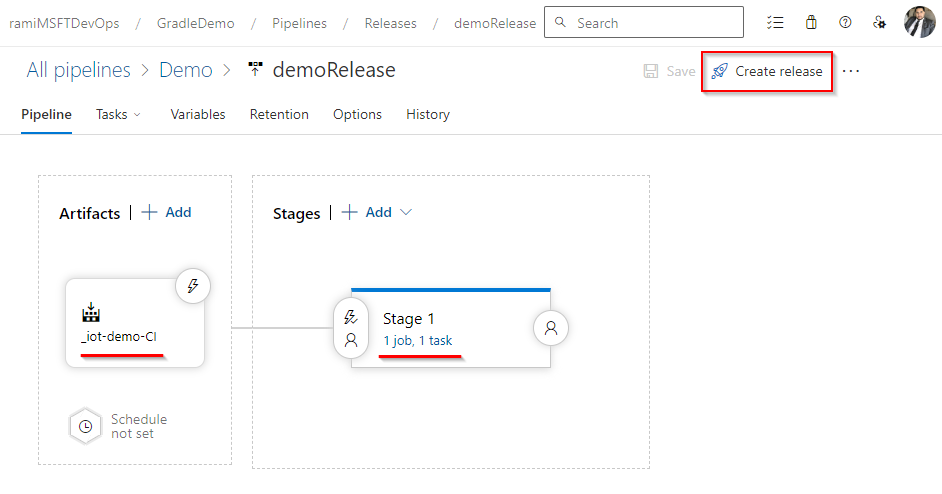 ramiMSFTDevOps / GradleDemo / Pipelines / Releases / demoRelease Search
All pipelines > Demo > demoRelease Save Create release ...
Pipeline Tasks Variables Retention Options History
Artifacts | + Add
Stages | + Add
_iot-demo-CI
Stage 1
1 job, 1 task
Schedule
not set